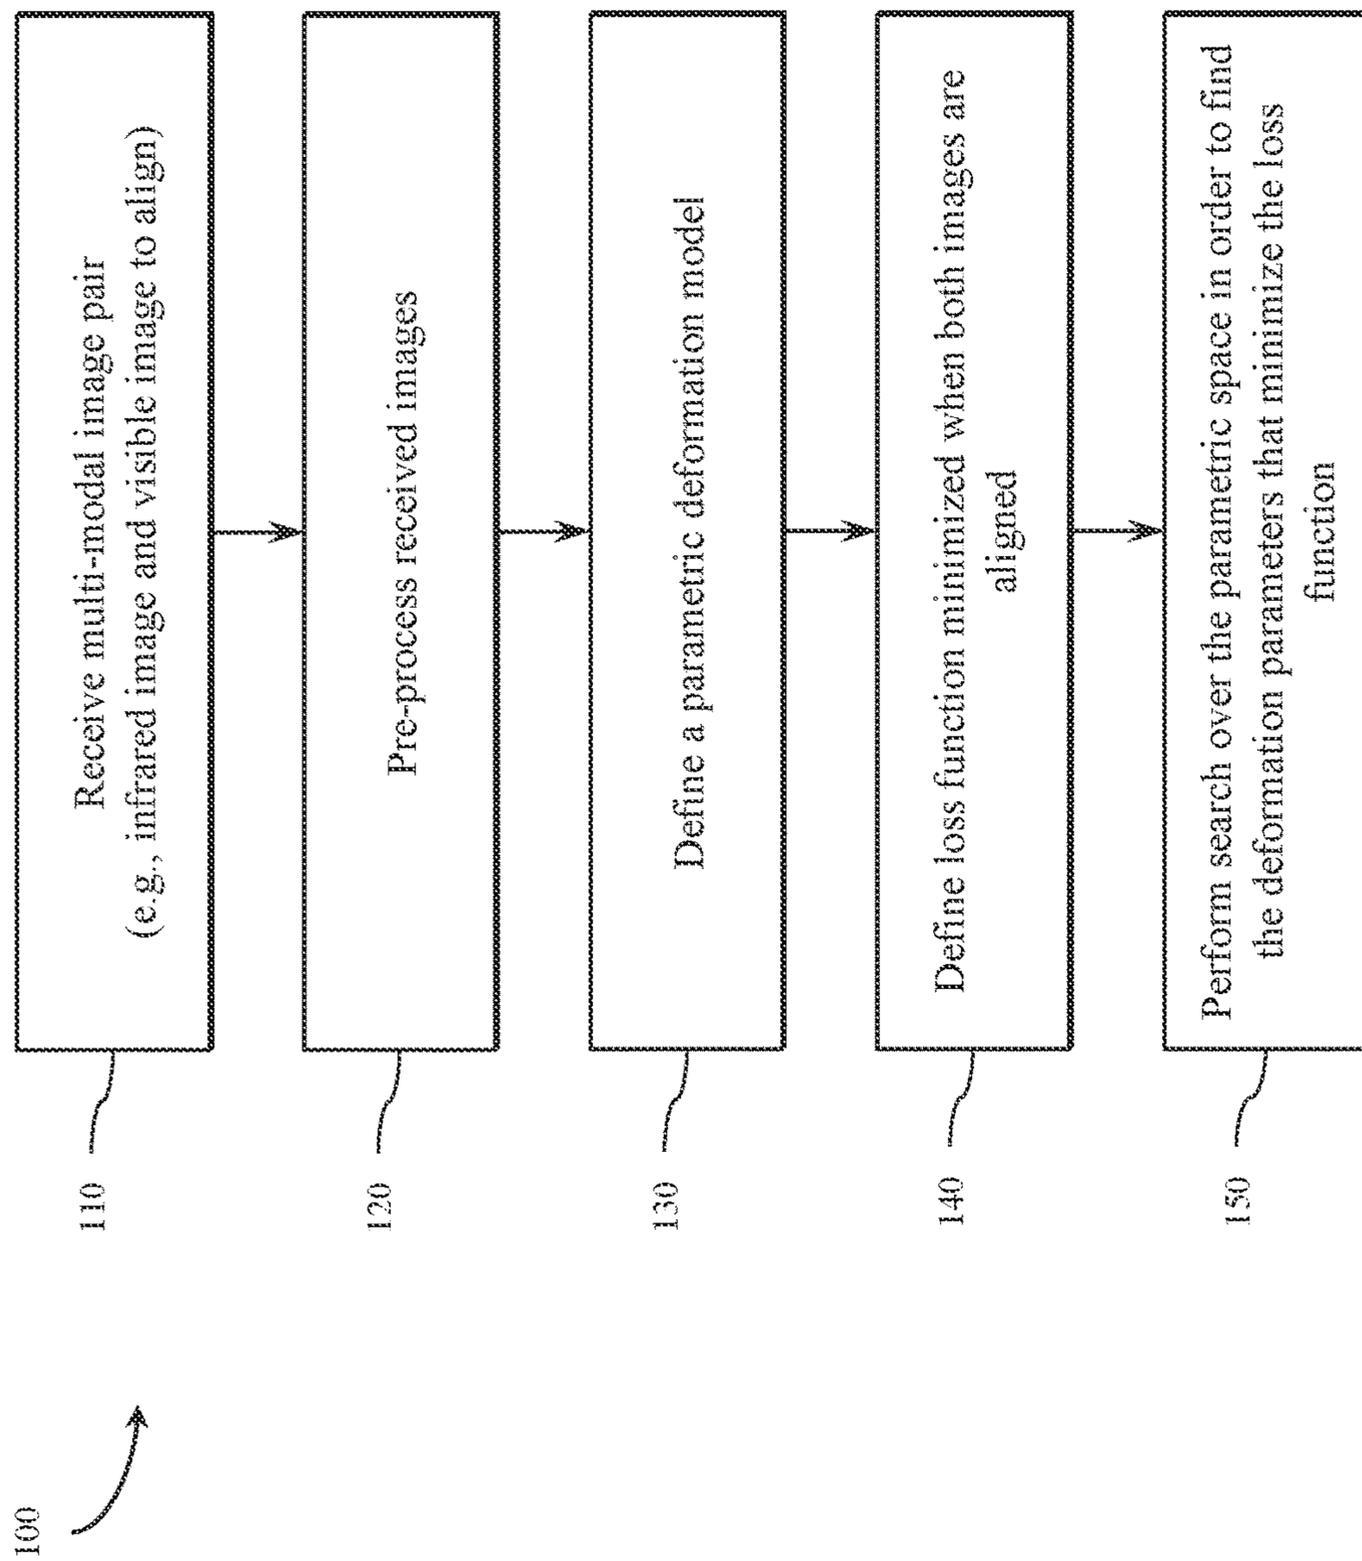 100
110
Receive multi-modal image pair
(e.g., infrared image and visible image to align)
120
Pre-process received images
130
Define a parametric deformation model
140
Define loss function minimized when both images are
aligned
150
Perform search over the parametric space in order to find
the deformation parameters that minimize the loss
function